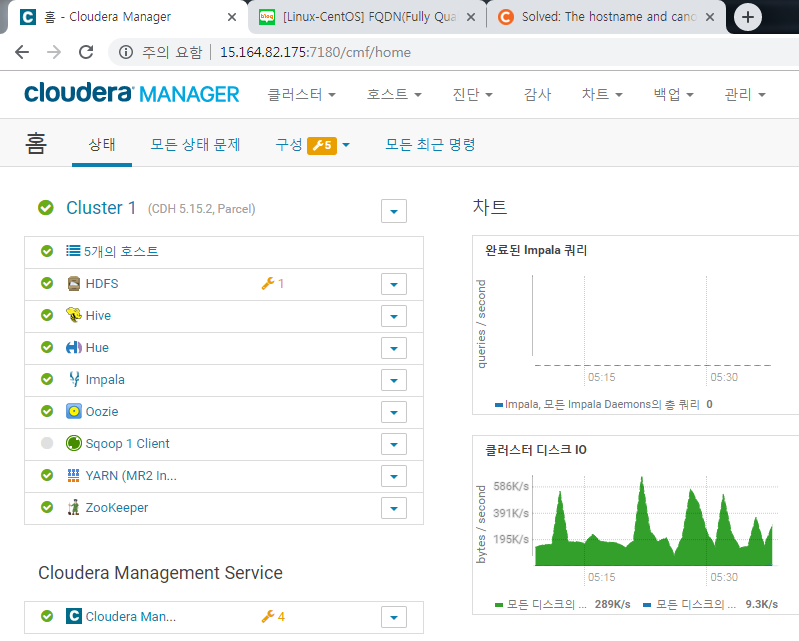 홈 - Cloudera Manager
[Linux-CentOS] FQDN(Fully Qua
Solved: The hostname and cano
주의 요함 | 15.164.82.175:7180/cmf/home
cloudera MANAGER 클러스터 호스트 진단 감사 차트 백업 관리
홈 상태 모든 상태 문제 구성 5 모든 최근 명령
Cluster 1 (CDH 5.15.2, Parcel)
5개의 호스트
HDFS 1
Hive
Hue
Impala
Oozie
Sqoop 1 Client
YARN (MR2 In...
ZooKeeper
Cloudera Management Service
Cloudera Man... 4
차트
완료된 Impala 쿼리
queries / second
05:15 05:30
Impala, 모든 Impala Daemons의 총 쿼리 0
클러스터 디스크 IO
bytes / second
586K/s
391K/s
195K/s
05:15 05:30
모든 디스크의 ... 289K/s 모든 디스크의 ... 9.3K/s